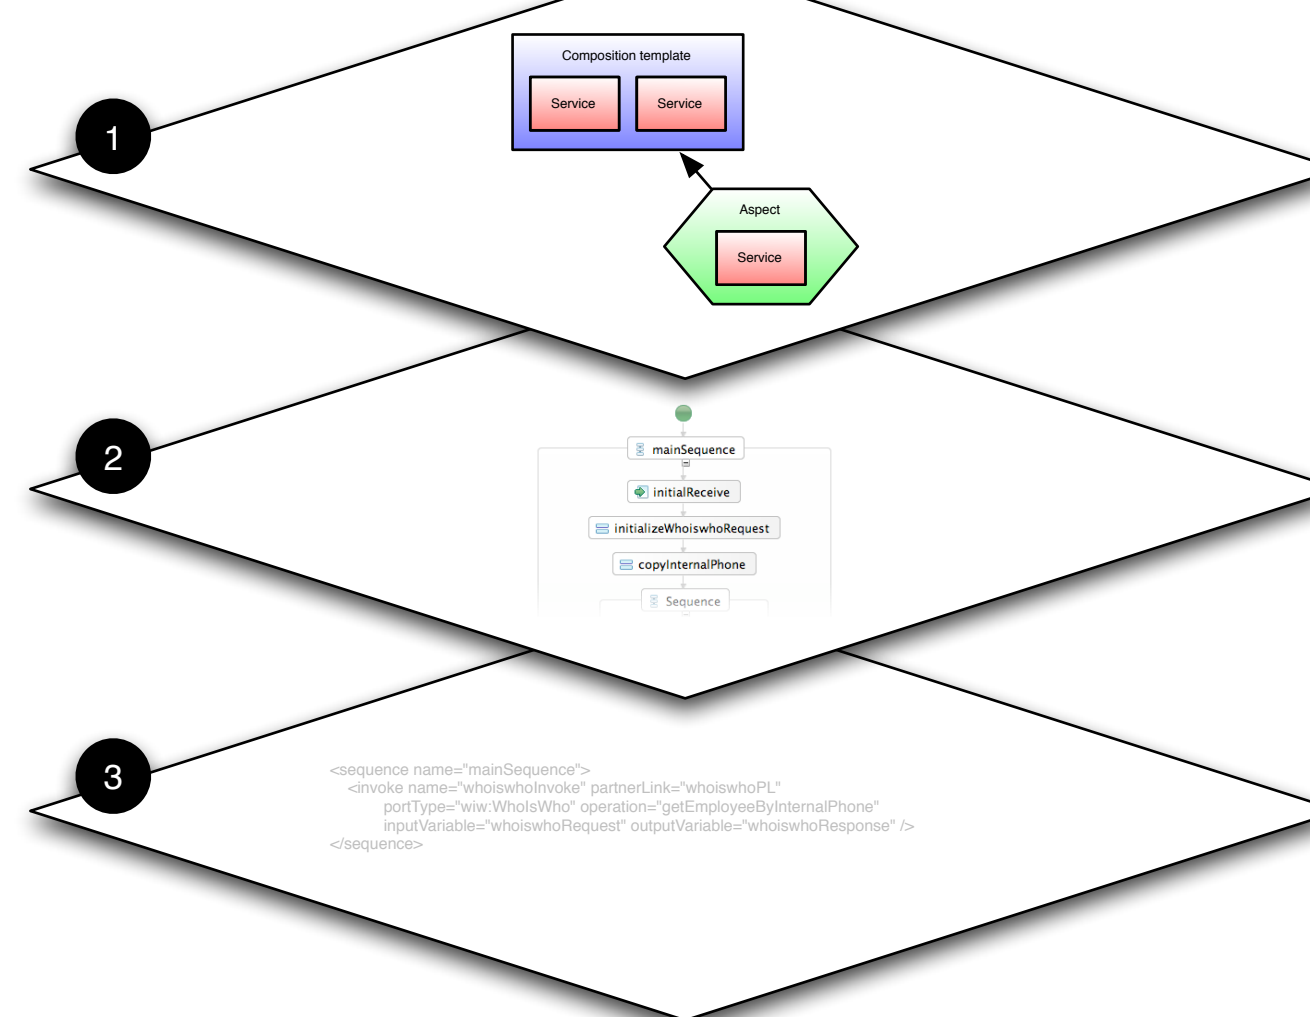 Composition template
Service Service
1
Aspect
Service
2
mainSequence
initialReceive
initializeWhoiswhoRequest
copyInternalPhone
Sequence
3
<sequence name="mainSequence">
<invoke name="whoiswhoInvoke" partnerLink="whoiswhoPL"
portType="wiw:WhoIsWho" operation="getEmployeeByInternalPhone"
inputVariable="whoiswhoRequest" outputVariable="whoiswhoResponse" />
</sequence>